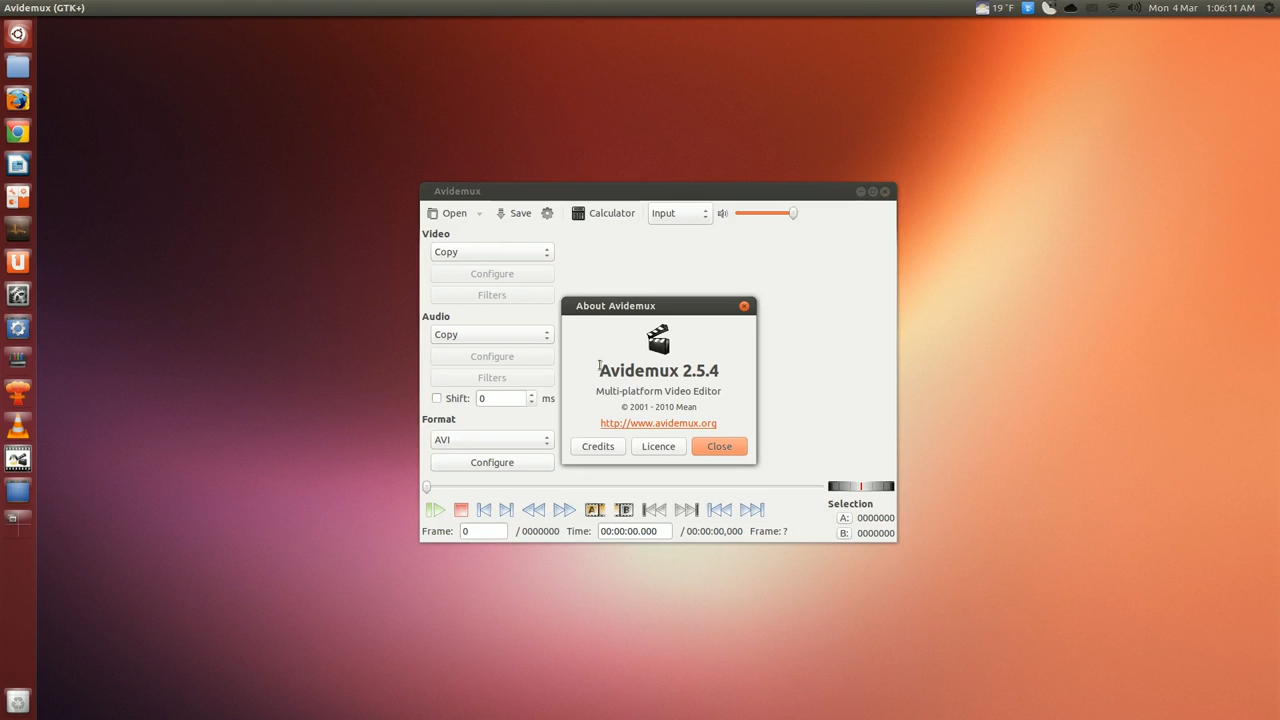 Avidemux (GTK+)
19 °F
Mon 4 Mar
1:06:11 AM
Avidemux
Open
Save
Calculator
Input
Video
Copy
Configure
Filters
Audio
Copy
Configure
Filters
Shift:
0
ms
Format
AVI
Configure
About Avidemux
Avidemux 2.5.4
Multi-platform Video Editor
© 2001 - 2010 Mean
http://www.avidemux.org
Credits
Licence
Close
A
B
Selection
A: 0000000
B: 0000000
Frame: 0 / 0000000 Time: 00:00:00.000 / 00:00:00,000 Frame: ?